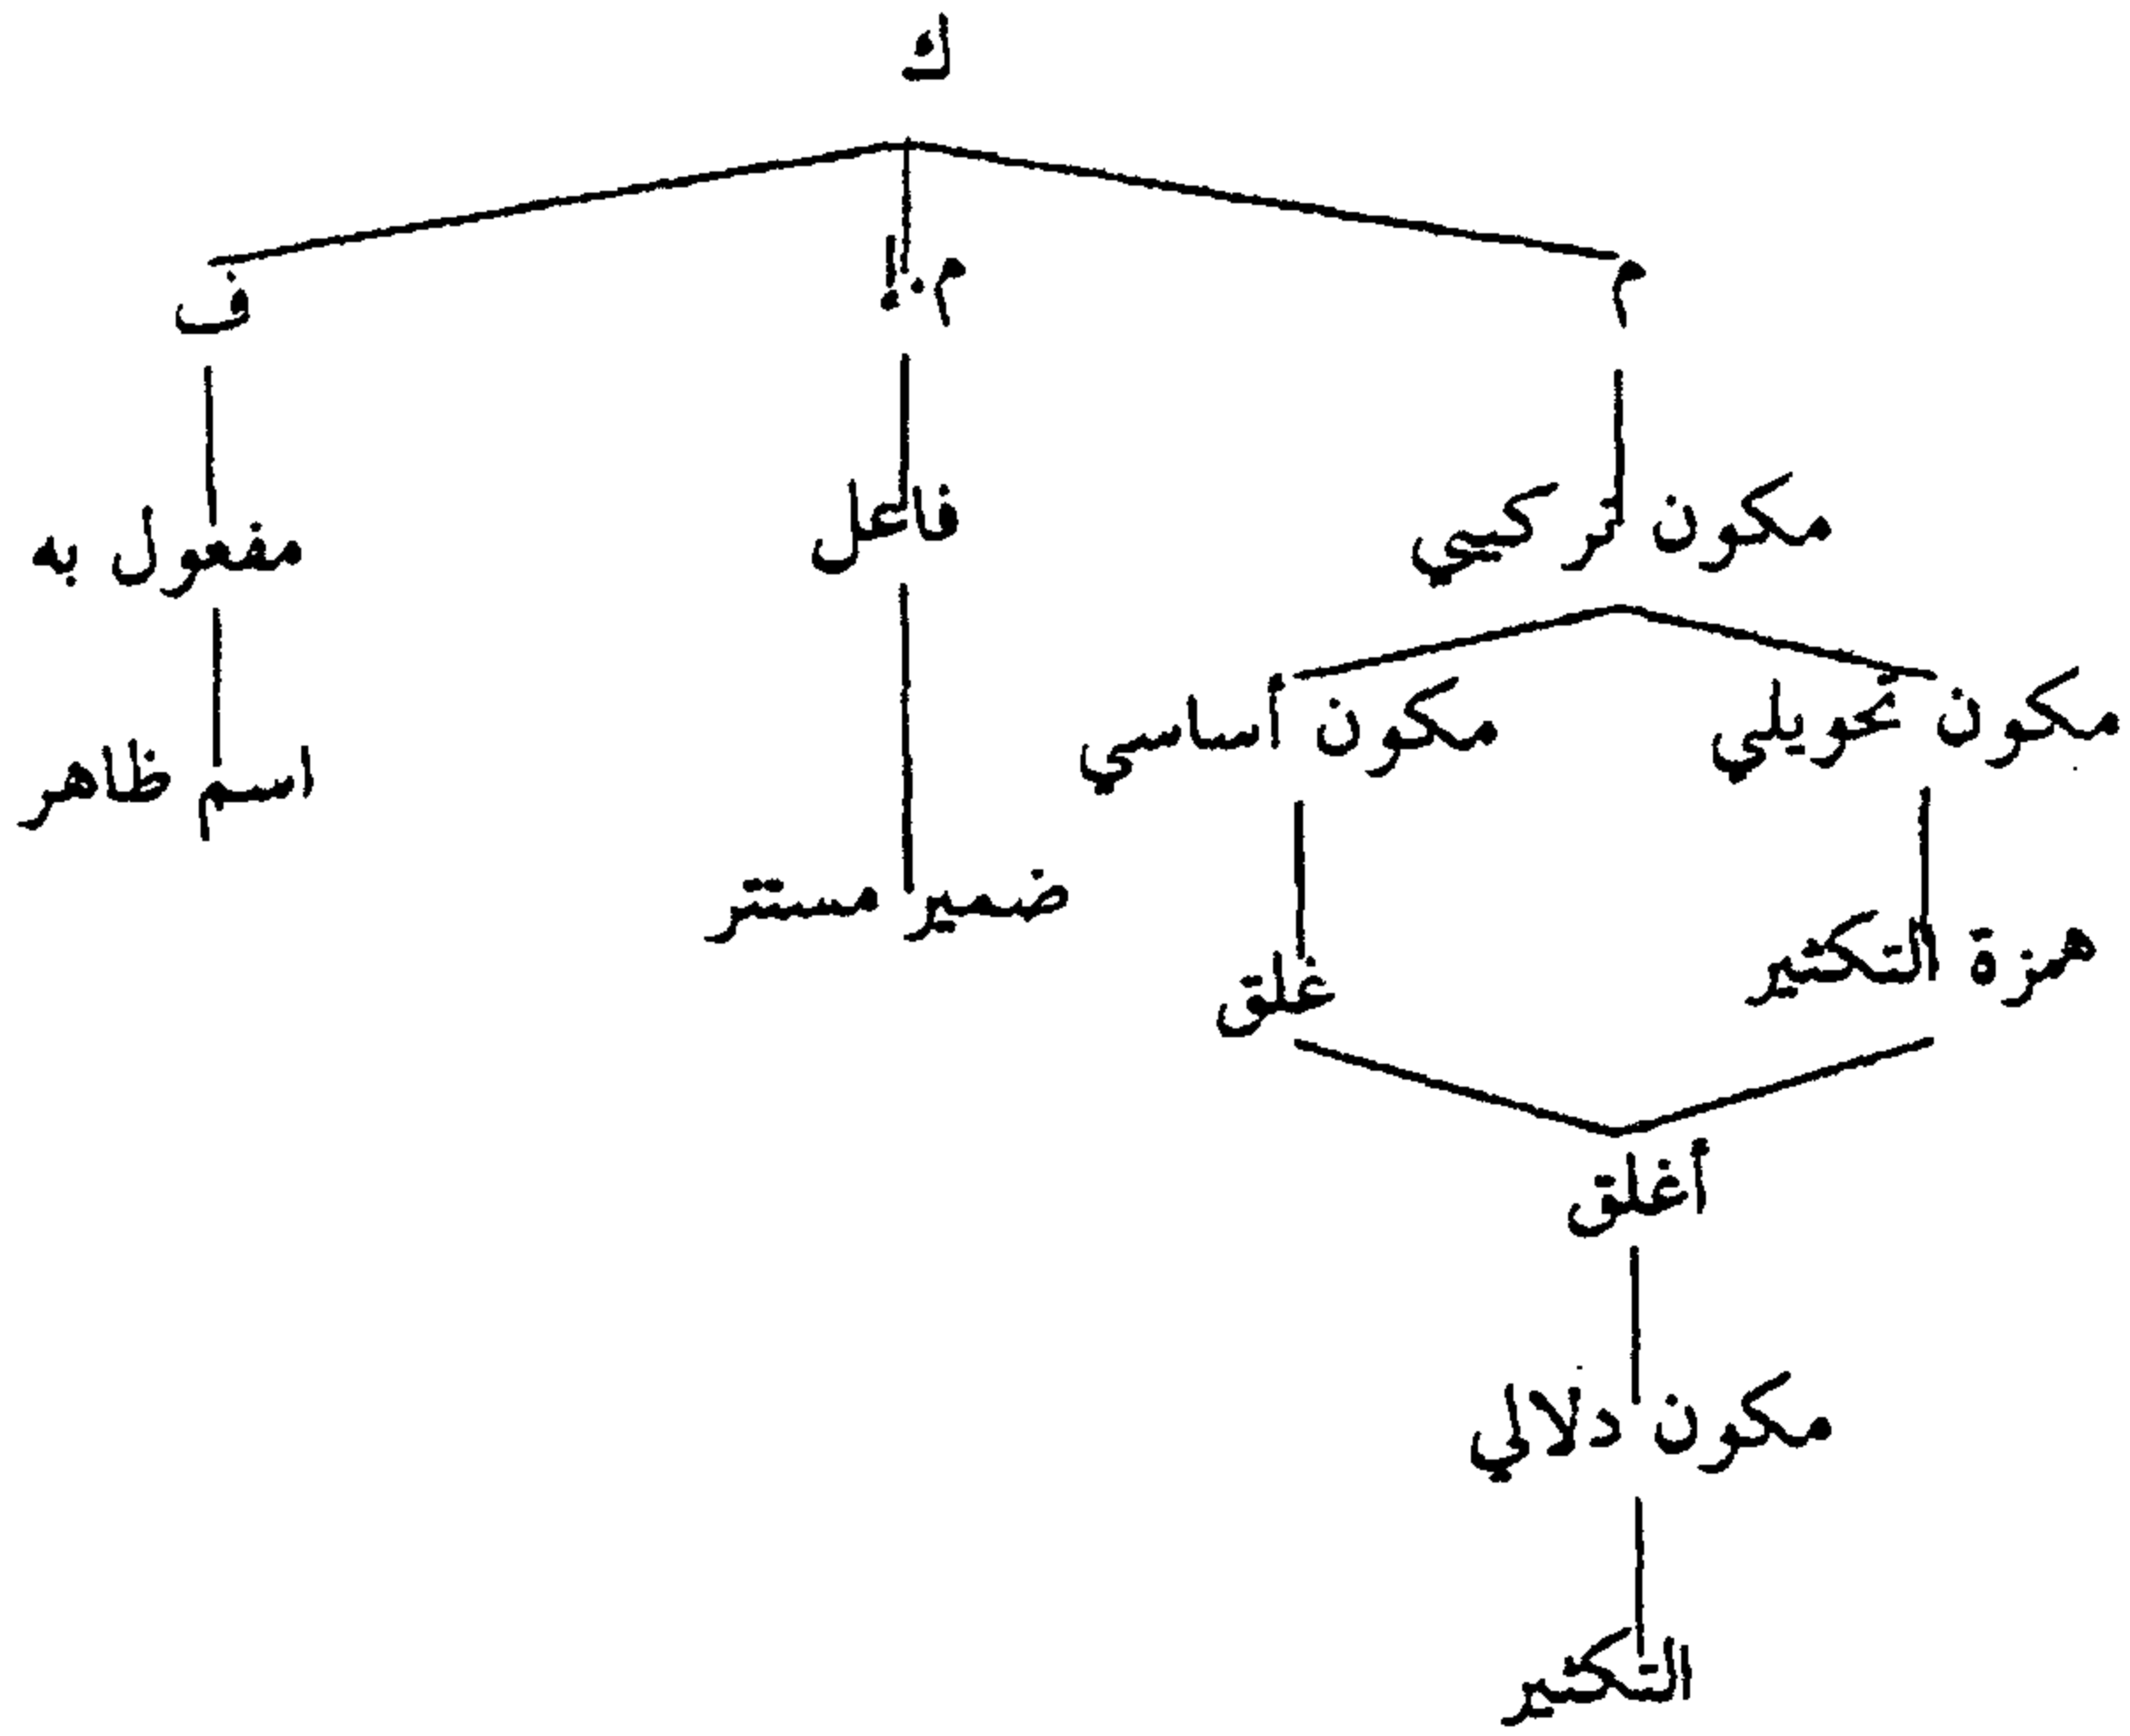 ك
م
م.إ
ف
مكون تركيبي
فاعل
مفعول به
مكون تحويلي
مكون أساسي
اسم ظاهر
همزة التكثير
غلق
ضمير مستتر
أغلق
مكون دلالي
التكثير